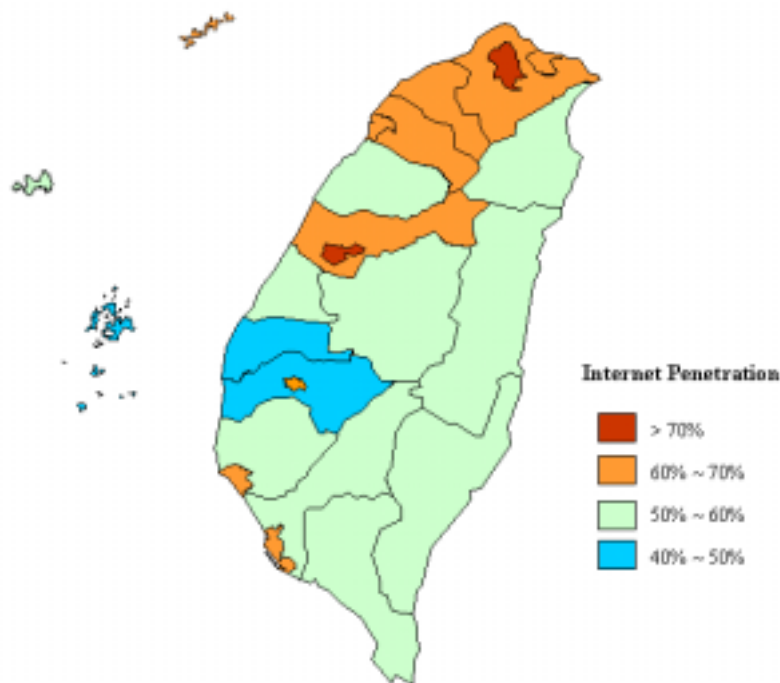 Internet Penetration
> 70%
60% ~ 70%
50% ~ 60%
40% ~ 50%